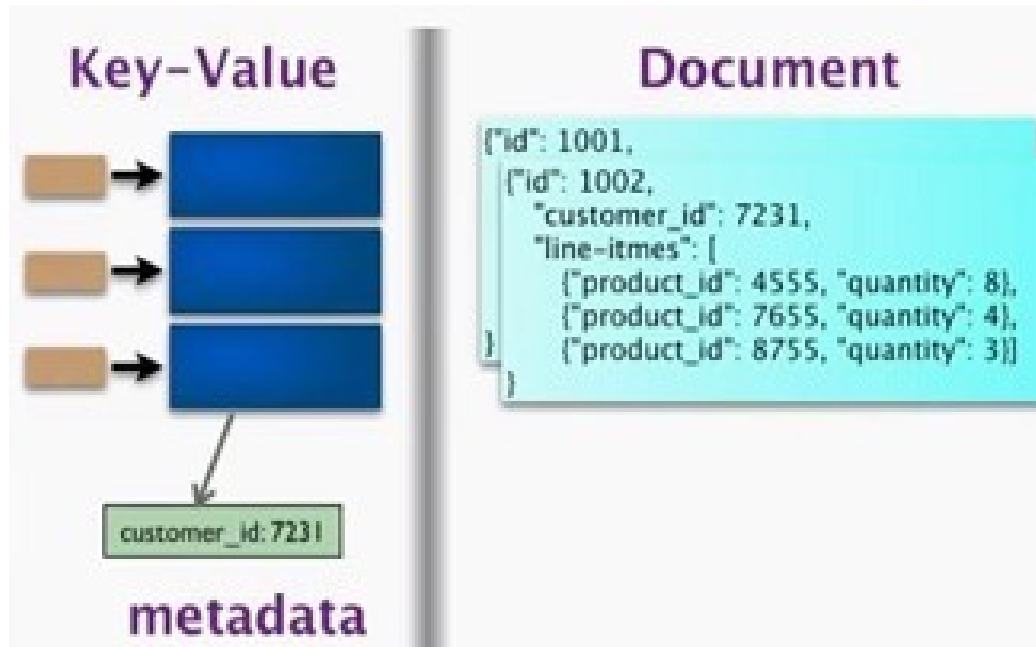 Key-Value
customer_id: 7231
metadata
Document
{"id": 1001,
{"id": 1002,
"customer_id": 7231,
"line-itmes": [
{"product_id": 4555, "quantity": 8},
{"product_id": 7655, "quantity": 4},
{"product_id": 8755, "quantity": 3}]
}
}